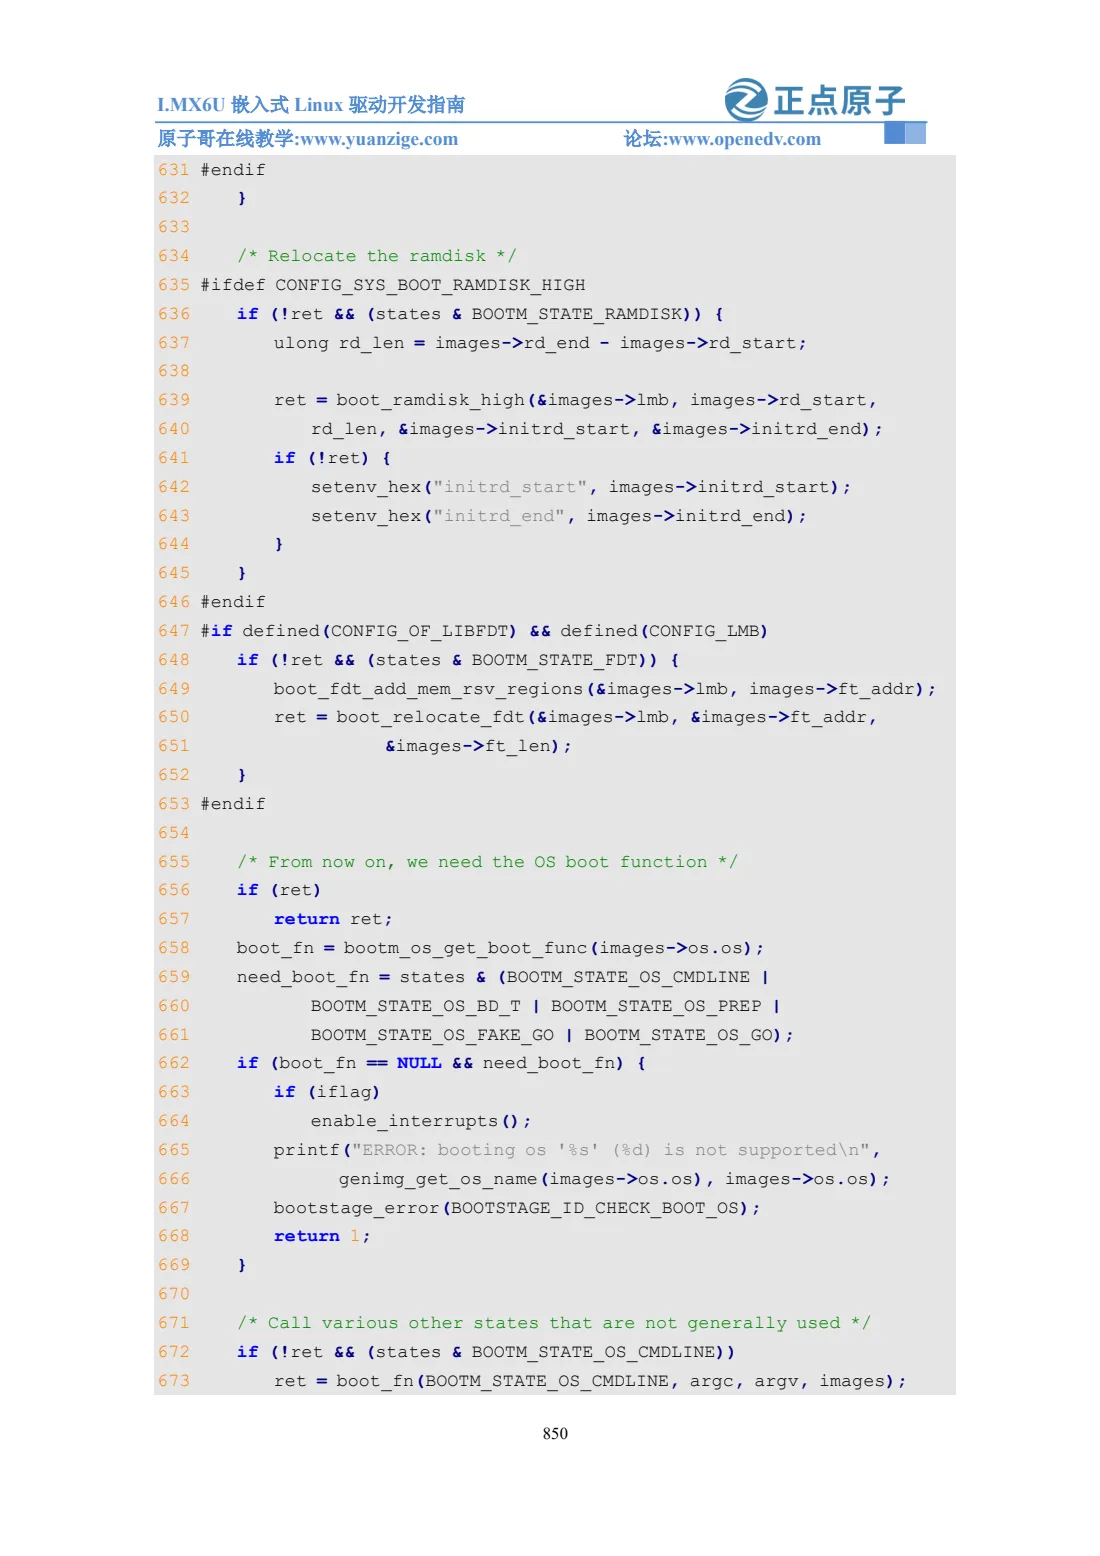 I.MX6U 嵌入式 Linux 驱动开发指南
正点原子
原子哥在线教学:www.yuanzige.com 论坛:www.openedv.com
631 #endif
632     }
633
634     /* Relocate the ramdisk */
635 #ifdef CONFIG_SYS_BOOT_RAMDISK_HIGH
636     if (!ret && (states & BOOTM_STATE_RAMDISK)) {
637         ulong rd_len = images->rd_end - images->rd_start;
638
639         ret = boot_ramdisk_high(&images->lmb, images->rd_start,
640             rd_len, &images->initrd_start, &images->initrd_end);
641         if (!ret) {
642             setenv_hex("initrd_start", images->initrd_start);
643             setenv_hex("initrd_end", images->initrd_end);
644         }
645     }
646 #endif
647 #if defined(CONFIG_OF_LIBFDT) && defined(CONFIG_LMB)
648     if (!ret && (states & BOOTM_STATE_FDT)) {
649         boot_fdt_add_mem_rsv_regions(&images->lmb, images->ft_addr);
650         ret = boot_relocate_fdt(&images->lmb, &images->ft_addr,
651                     &images->ft_len);
652     }
653 #endif
654
655     /* From now on, we need the OS boot function */
656     if (ret)
657         return ret;
658     boot_fn = bootm_os_get_boot_func(images->os.os);
659     need_boot_fn = states & (BOOTM_STATE_OS_CMDLINE |
660             BOOTM_STATE_OS_BD_T | BOOTM_STATE_OS_PREP |
661             BOOTM_STATE_OS_FAKE_GO | BOOTM_STATE_OS_GO);
662     if (boot_fn == NULL && need_boot_fn) {
663         if (iflag)
664             enable_interrupts();
665         printf("ERROR: booting os '%s' (%d) is not supported\n",
666                genimg_get_os_name(images->os.os), images->os.os);
667         bootstage_error(BOOTSTAGE_ID_CHECK_BOOT_OS);
668         return 1;
669     }
670
671     /* Call various other states that are not generally used */
672     if (!ret && (states & BOOTM_STATE_OS_CMDLINE))
673         ret = boot_fn(BOOTM_STATE_OS_CMDLINE, argc, argv, images);
850